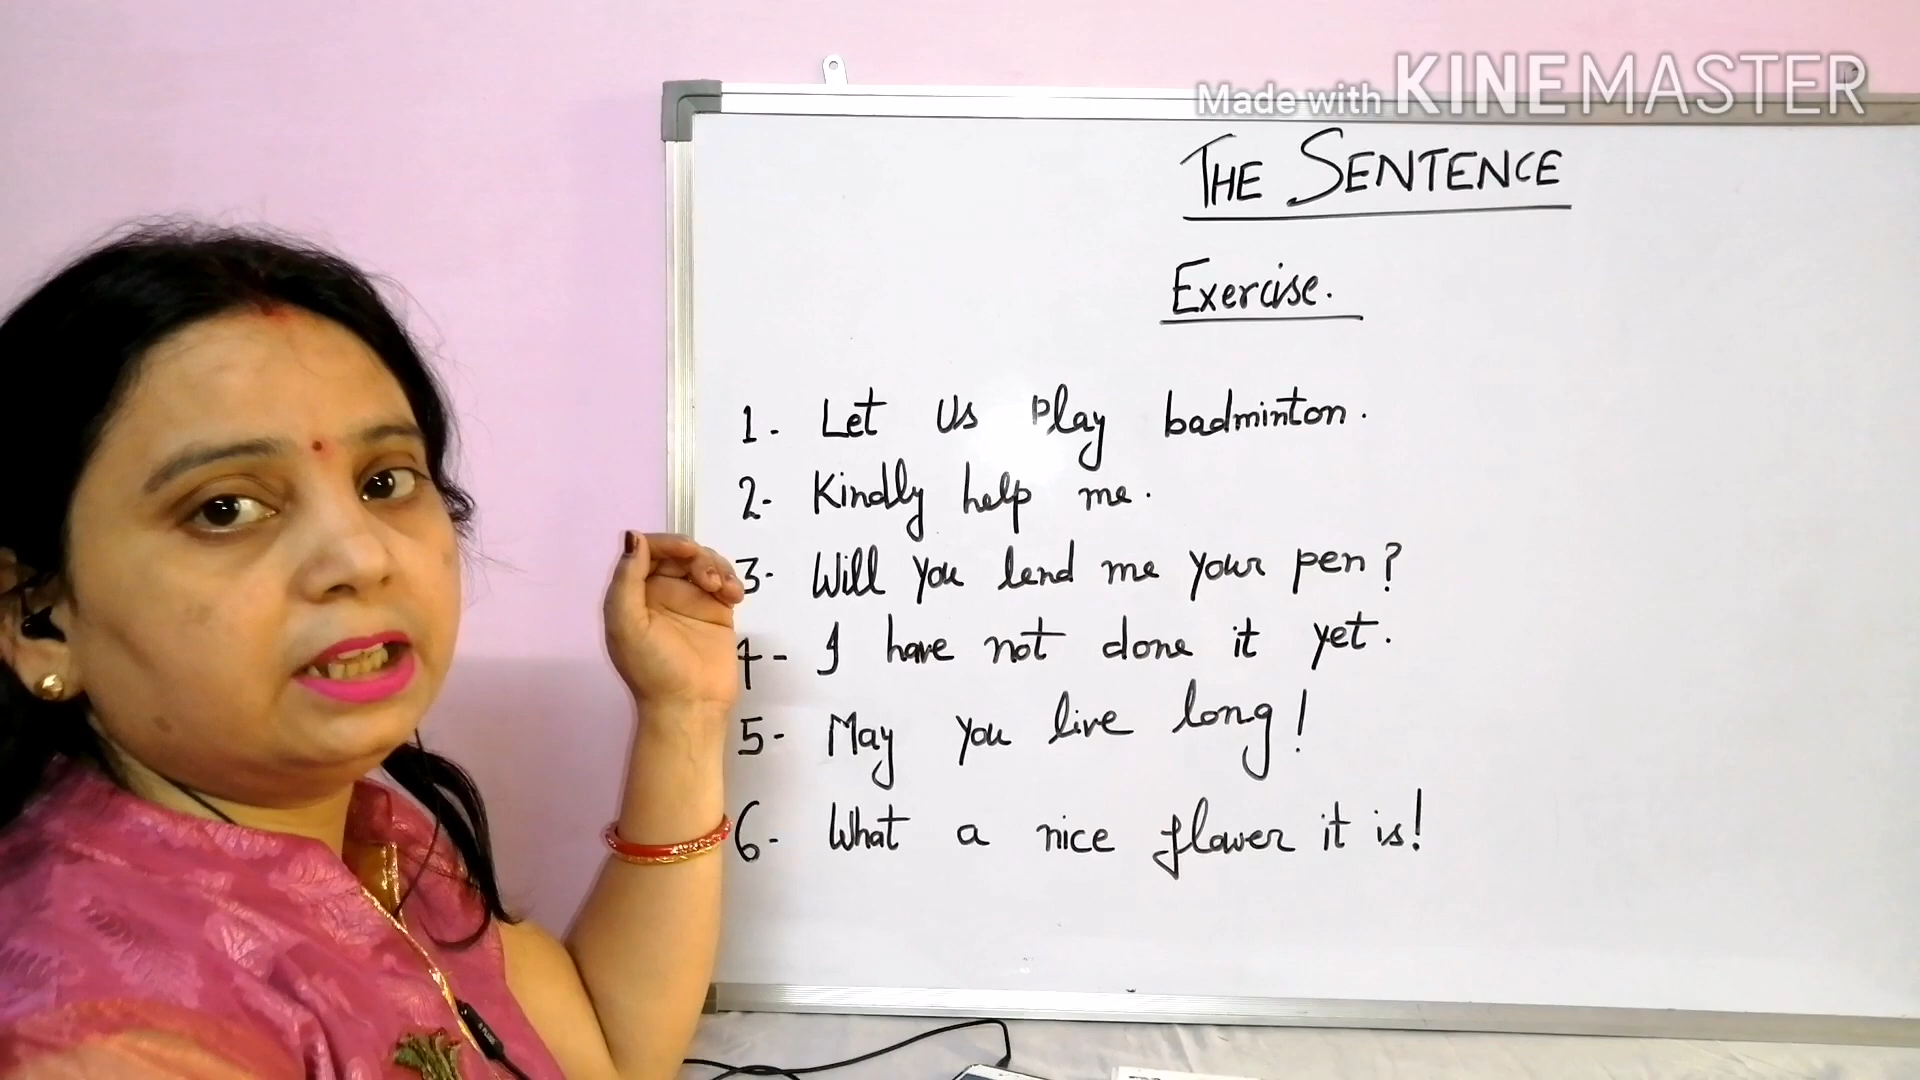 Made with KINEMASTER
THE SENTENCE
Exercise.
1- Let Us Play badminton.
2- Kindly help me.
3- Will you lend me your pen?
4- I have not done it yet.
5- May you live long!
6- What a nice flower it is!